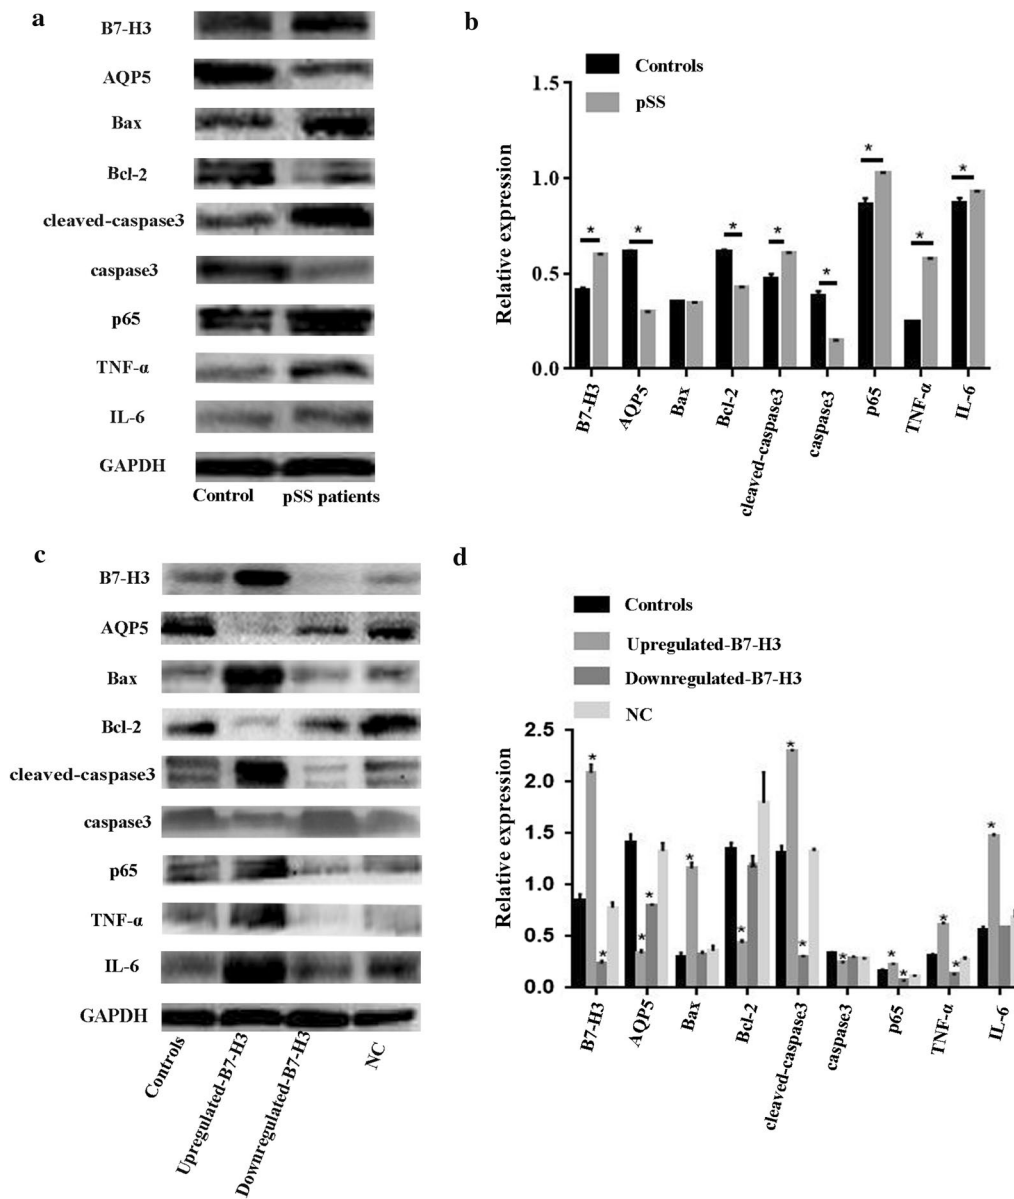 a
B7-H3
AQP5
Bax
Bcl-2
cleaved-caspase3
caspase3
p65
TNF-α
IL-6
GAPDH
Control pSS patients
b
Controls
pSS
Relative expression
1.5
1.0
0.5
0.0
* * * * * * * *
B7-H3 AQP5 Bax Bcl-2 cleaved-caspase3 caspase3 p65 TNF-α IL-6
c
B7-H3
AQP5
Bax
Bcl-2
cleaved-caspase3
caspase3
p65
TNF-α
IL-6
GAPDH
Controls Upregulated-B7-H3 Downregulated-B7-H3 NC
d
Controls
Upregulated-B7-H3
Downregulated-B7-H3
NC
Relative expression
2.5
2.0
1.5
1.0
0.5
0.0
* * * * * * * * * * * * * *
B7-H3 AQP5 Bax Bcl-2 cleaved-caspase3 caspase3 p65 TNF-α IL-6